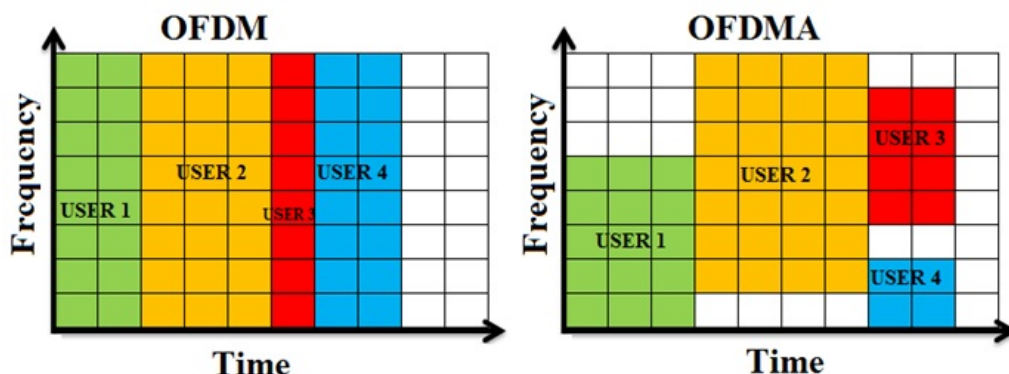 OFDM
Frequency
USER 1
USER 2
USER 3
USER 4
Time
OFDMA
Frequency
USER 1
USER 2
USER 3
USER 4
Time